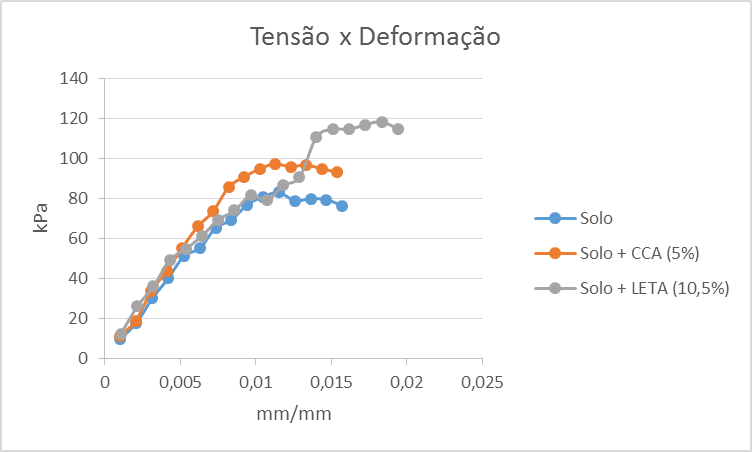 Tensão x Deformação
140
120
100
80
60
40
20
0
kPa
0 0,005 0,01 0,015 0,02 0,025
mm/mm
Solo
Solo + CCA (5%)
Solo + LETA (10,5%)